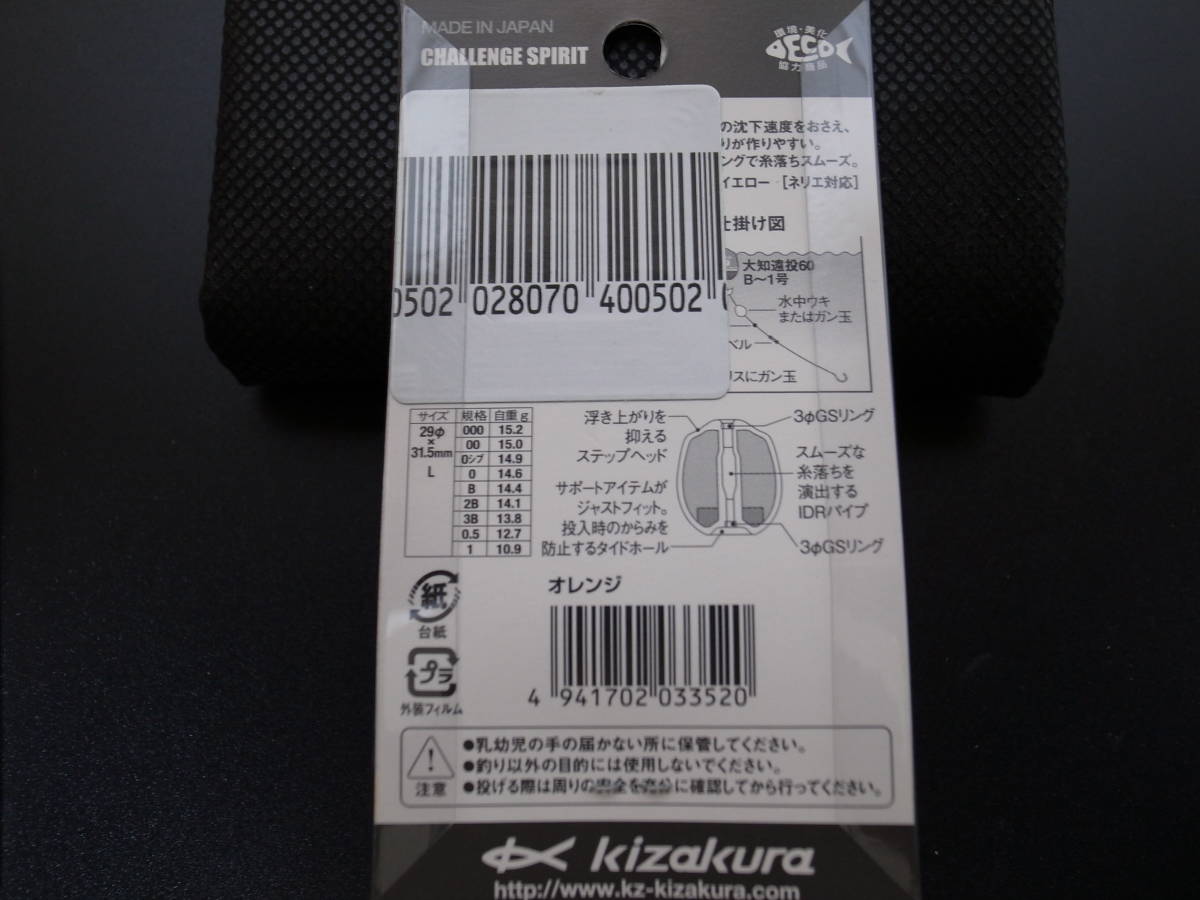 MADE IN JAPAN
CHALLENGE SPIRIT
環境・美化
ECO
協力商品
の沈下速度をおさえ、
りが作りやすい。
ングで糸落ちスムーズ。
イエロー [ネリエ対応]
仕掛け図
大知遠投60
B〜1号
水中ウキ
またはガン玉
ベル
リスにガン玉
0502 028070 400502
サイズ 規格 自重g
29φ×31.5mm L
000 15.2
00 15.0
0シブ 14.9
0 14.6
B 14.4
2B 14.1
3B 13.8
0.5 12.7
1 10.9
浮き上がりを
抑える
ステップヘッド
サポートアイテムが
ジャストフィット。
投入時のからみを
防止するタイドホール
3φGSリング
スムーズな
糸落ちを
演出する
IDRパイプ
3φGSリング
紙
台紙
プラ
外装フィルム
オレンジ
4 941702 033520
注意
●乳幼児の手の届かない所に保管してください。
●釣り以外の目的には使用しないでください。
●投げる際は周りの安全を充分に確認してから行ってください。
kizakura
http://www.kz-kizakura.com